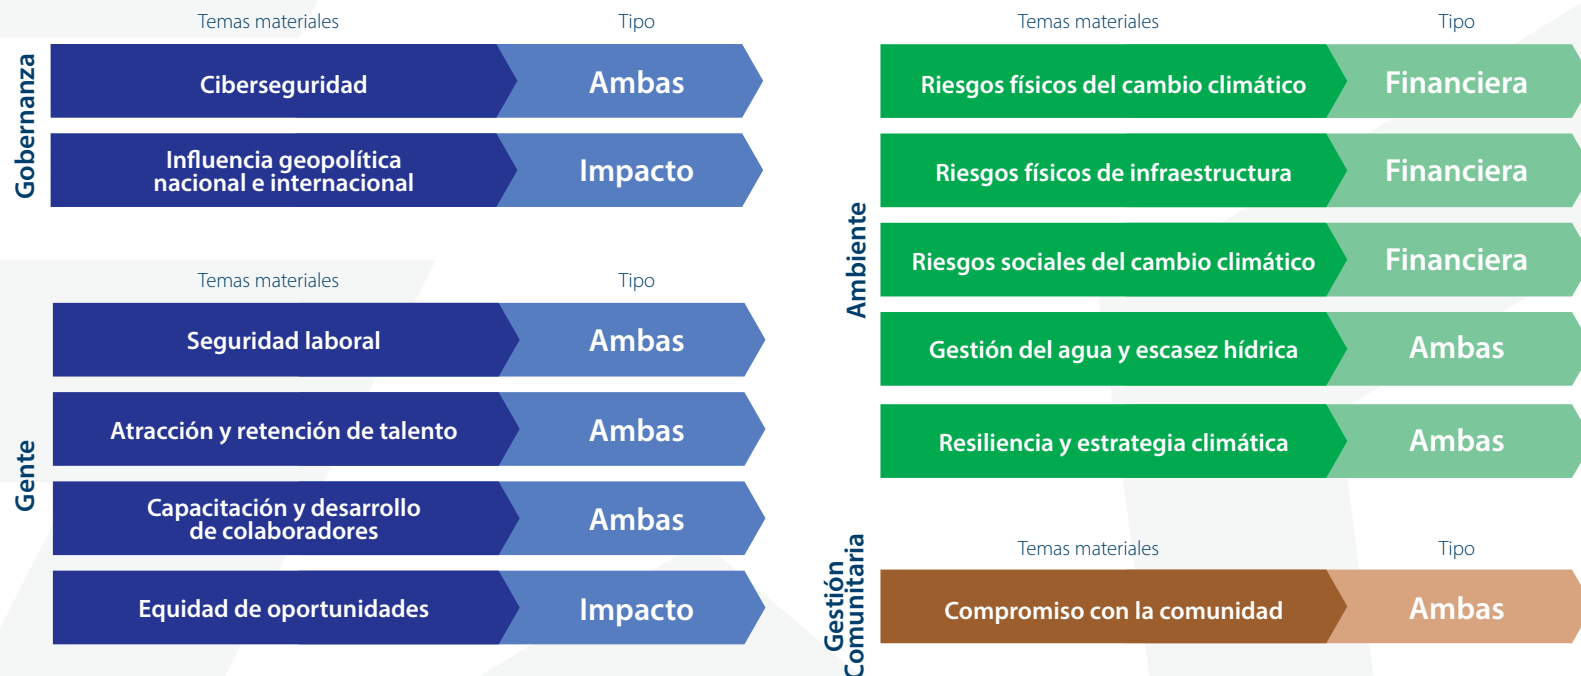 Gobernanza
Temas materiales Tipo
Ciberseguridad Ambas
Influencia geopolítica
nacional e internacional Impacto
Gente
Temas materiales Tipo
Seguridad laboral Ambas
Atracción y retención de talento Ambas
Capacitación y desarrollo
de colaboradores Ambas
Equidad de oportunidades Impacto
Ambiente
Temas materiales Tipo
Riesgos físicos del cambio climático Financiera
Riesgos físicos de infraestructura Financiera
Riesgos sociales del cambio climático Financiera
Gestión del agua y escasez hídrica Ambas
Resiliencia y estrategia climática Ambas
Gestión
Comunitaria
Temas materiales Tipo
Compromiso con la comunidad Ambas